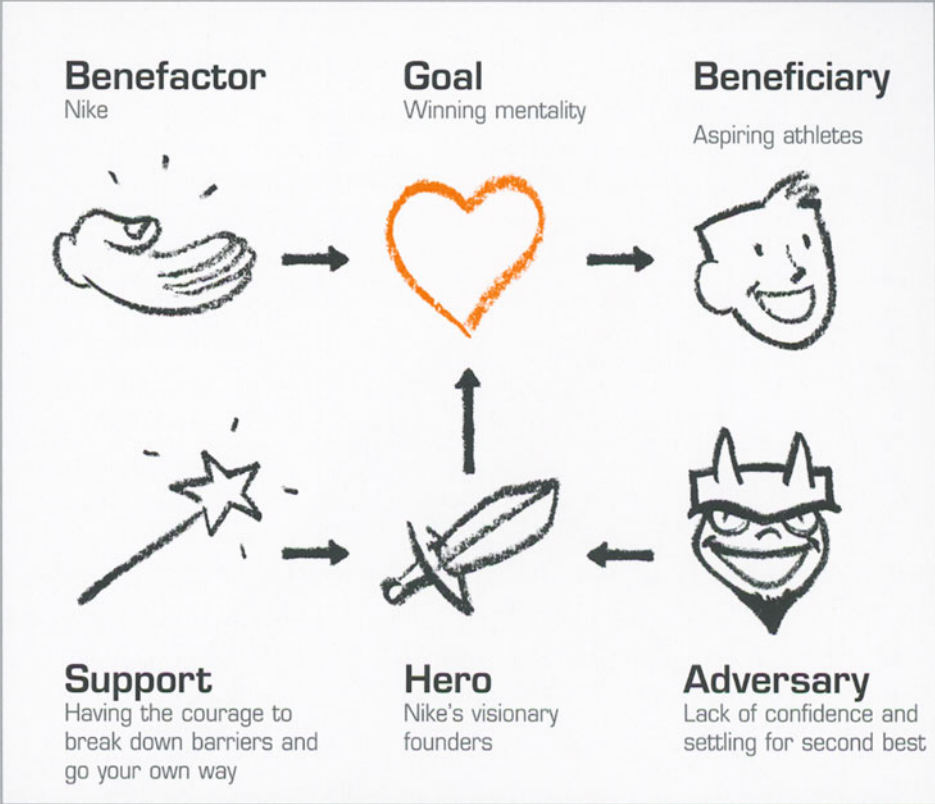 Benefactor
Nike
Goal
Winning mentality
Beneficiary
Aspiring athletes
Support
Having the courage to
break down barriers and
go your own way
Hero
Nike's visionary
founders
Adversary
Lack of confidence and
settling for second best